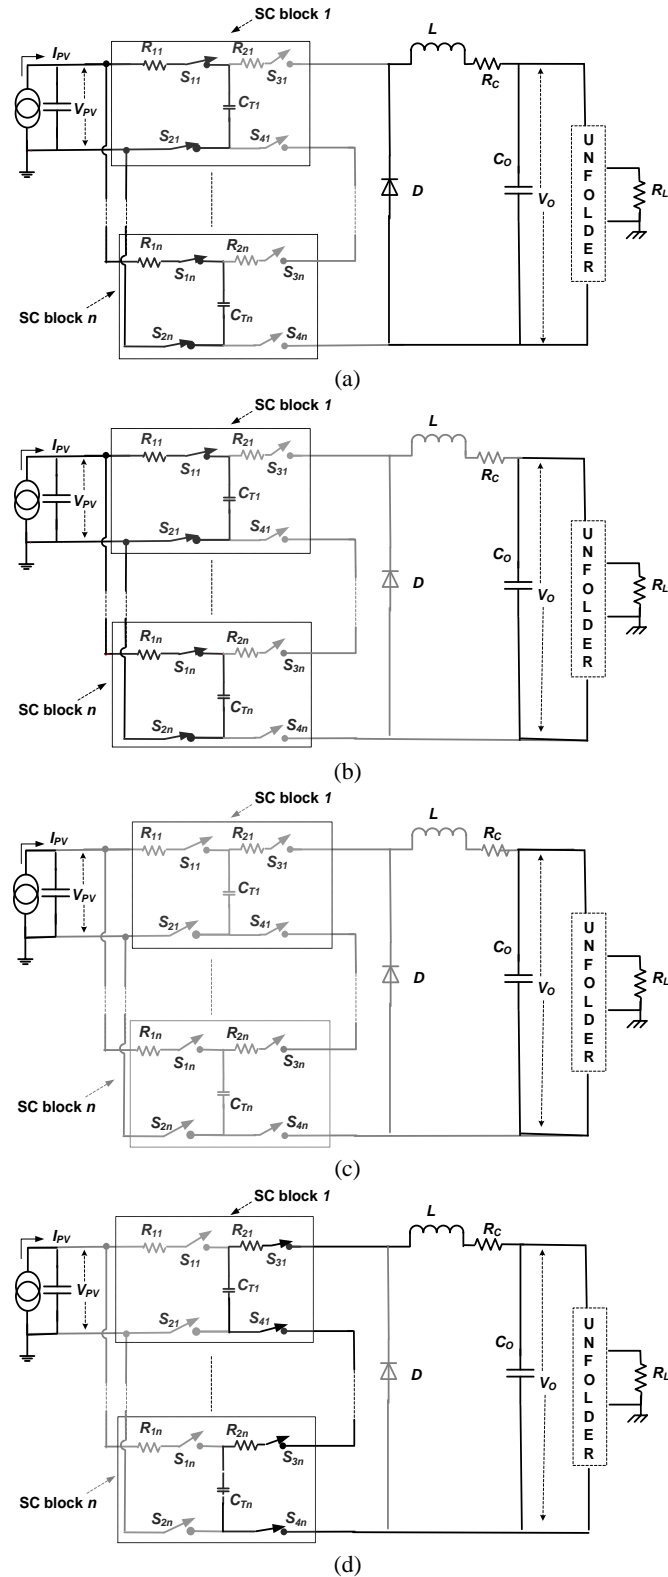 SC block 1
I_PV
R_11
S_11
R_21
S_31
L
R_C
V_PV
C_T1
S_21
S_41
D
C_O
V_O
UNFOLDER
R_L
R_1n
S_1n
R_2n
S_3n
SC block n
C_Tn
S_2n
S_4n
(a)
SC block 1
I_PV
R_11
S_11
R_21
S_31
L
R_C
V_PV
C_T1
S_21
S_41
D
C_O
V_O
UNFOLDER
R_L
R_1n
S_1n
R_2n
S_3n
SC block n
C_Tn
S_2n
S_4n
(b)
SC block 1
I_PV
R_11
S_11
R_21
S_31
L
R_C
V_PV
C_T1
S_21
S_41
D
C_O
V_O
UNFOLDER
R_L
R_1n
S_1n
R_2n
S_3n
SC block n
C_Tn
S_2n
S_4n
(c)
SC block 1
I_PV
R_11
S_11
R_21
S_31
L
R_C
V_PV
C_T1
S_21
S_41
D
C_O
V_O
UNFOLDER
R_L
R_1n
S_1n
R_2n
S_3n
SC block n
C_Tn
S_2n
S_4n
(d)